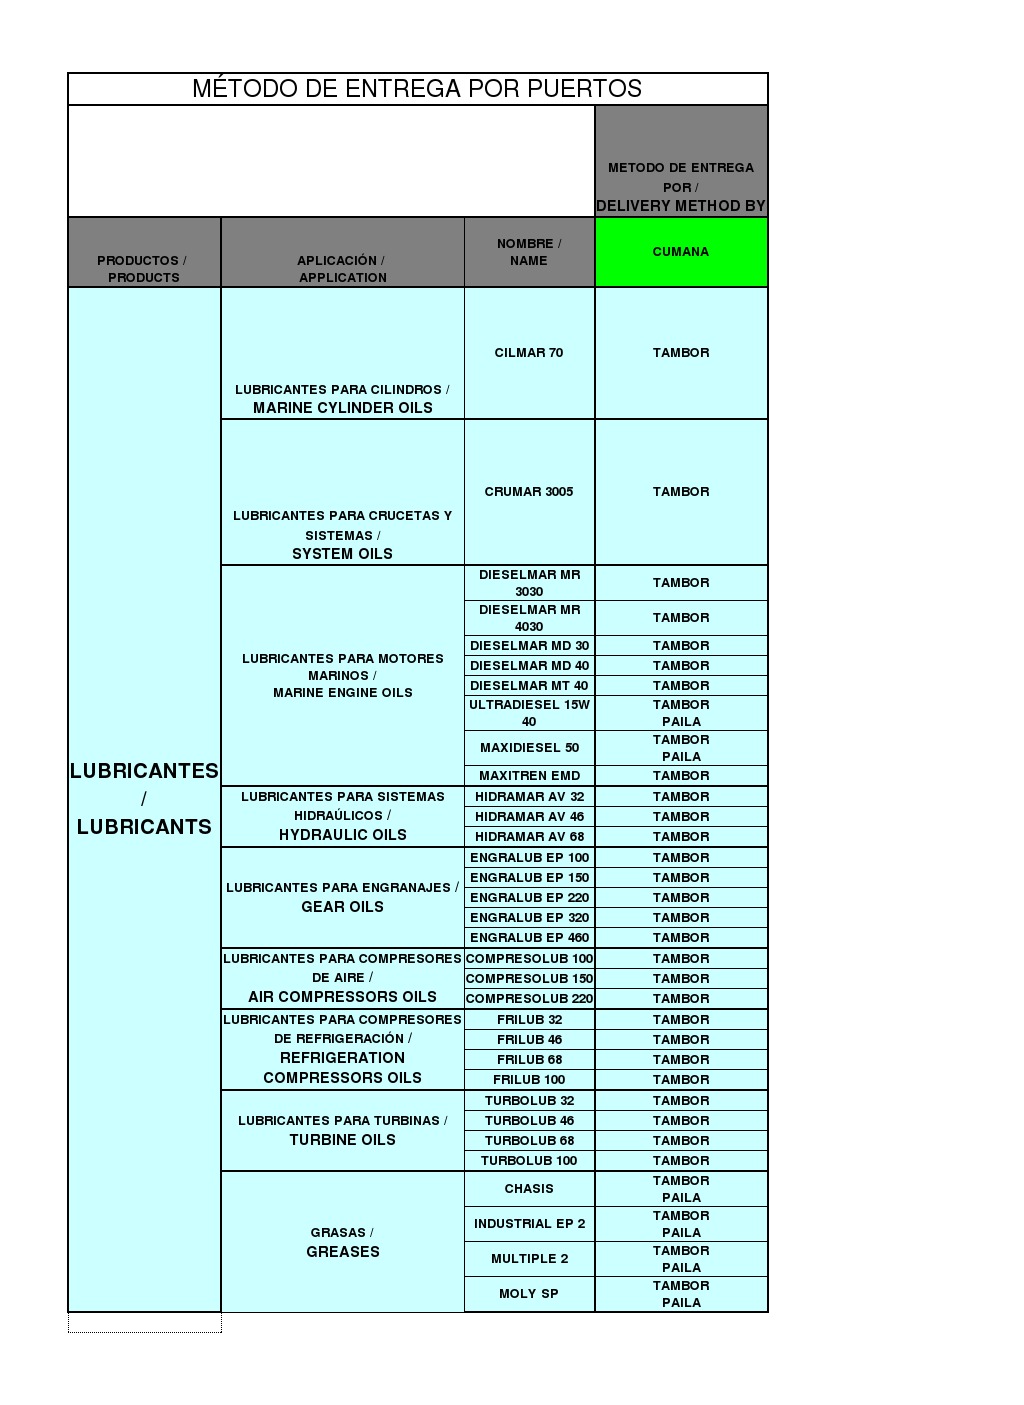 MÉTODO DE ENTREGA POR PUERTOS
METODO DE ENTREGA
POR /
DELIVERY METHOD BY
PRODUCTOS /
PRODUCTS
APLICACIÓN /
APPLICATION
NOMBRE /
NAME
CUMANA
LUBRICANTES
/
LUBRICANTS
LUBRICANTES PARA CILINDROS /
MARINE CYLINDER OILS
CILMAR 70
TAMBOR
LUBRICANTES PARA CRUCETAS Y
SISTEMAS /
SYSTEM OILS
CRUMAR 3005
TAMBOR
LUBRICANTES PARA MOTORES
MARINOS /
MARINE ENGINE OILS
DIESELMAR MR
3030
TAMBOR
DIESELMAR MR
4030
TAMBOR
DIESELMAR MD 30
TAMBOR
DIESELMAR MD 40
TAMBOR
DIESELMAR MT 40
TAMBOR
ULTRADIESEL 15W
40
TAMBOR
PAILA
MAXIDIESEL 50
TAMBOR
PAILA
MAXITREN EMD
TAMBOR
LUBRICANTES PARA SISTEMAS
HIDRAÚLICOS /
HYDRAULIC OILS
HIDRAMAR AV 32
TAMBOR
HIDRAMAR AV 46
TAMBOR
HIDRAMAR AV 68
TAMBOR
LUBRICANTES PARA ENGRANAJES /
GEAR OILS
ENGRALUB EP 100
TAMBOR
ENGRALUB EP 150
TAMBOR
ENGRALUB EP 220
TAMBOR
ENGRALUB EP 320
TAMBOR
ENGRALUB EP 460
TAMBOR
LUBRICANTES PARA COMPRESORES
DE AIRE /
AIR COMPRESSORS OILS
COMPRESOLUB 100
TAMBOR
COMPRESOLUB 150
TAMBOR
COMPRESOLUB 220
TAMBOR
LUBRICANTES PARA COMPRESORES
DE REFRIGERACIÓN /
REFRIGERATION
COMPRESSORS OILS
FRILUB 32
TAMBOR
FRILUB 46
TAMBOR
FRILUB 68
TAMBOR
FRILUB 100
TAMBOR
LUBRICANTES PARA TURBINAS /
TURBINE OILS
TURBOLUB 32
TAMBOR
TURBOLUB 46
TAMBOR
TURBOLUB 68
TAMBOR
TURBOLUB 100
TAMBOR
GRASAS /
GREASES
CHASIS
TAMBOR
PAILA
INDUSTRIAL EP 2
TAMBOR
PAILA
MULTIPLE 2
TAMBOR
PAILA
MOLY SP
TAMBOR
PAILA